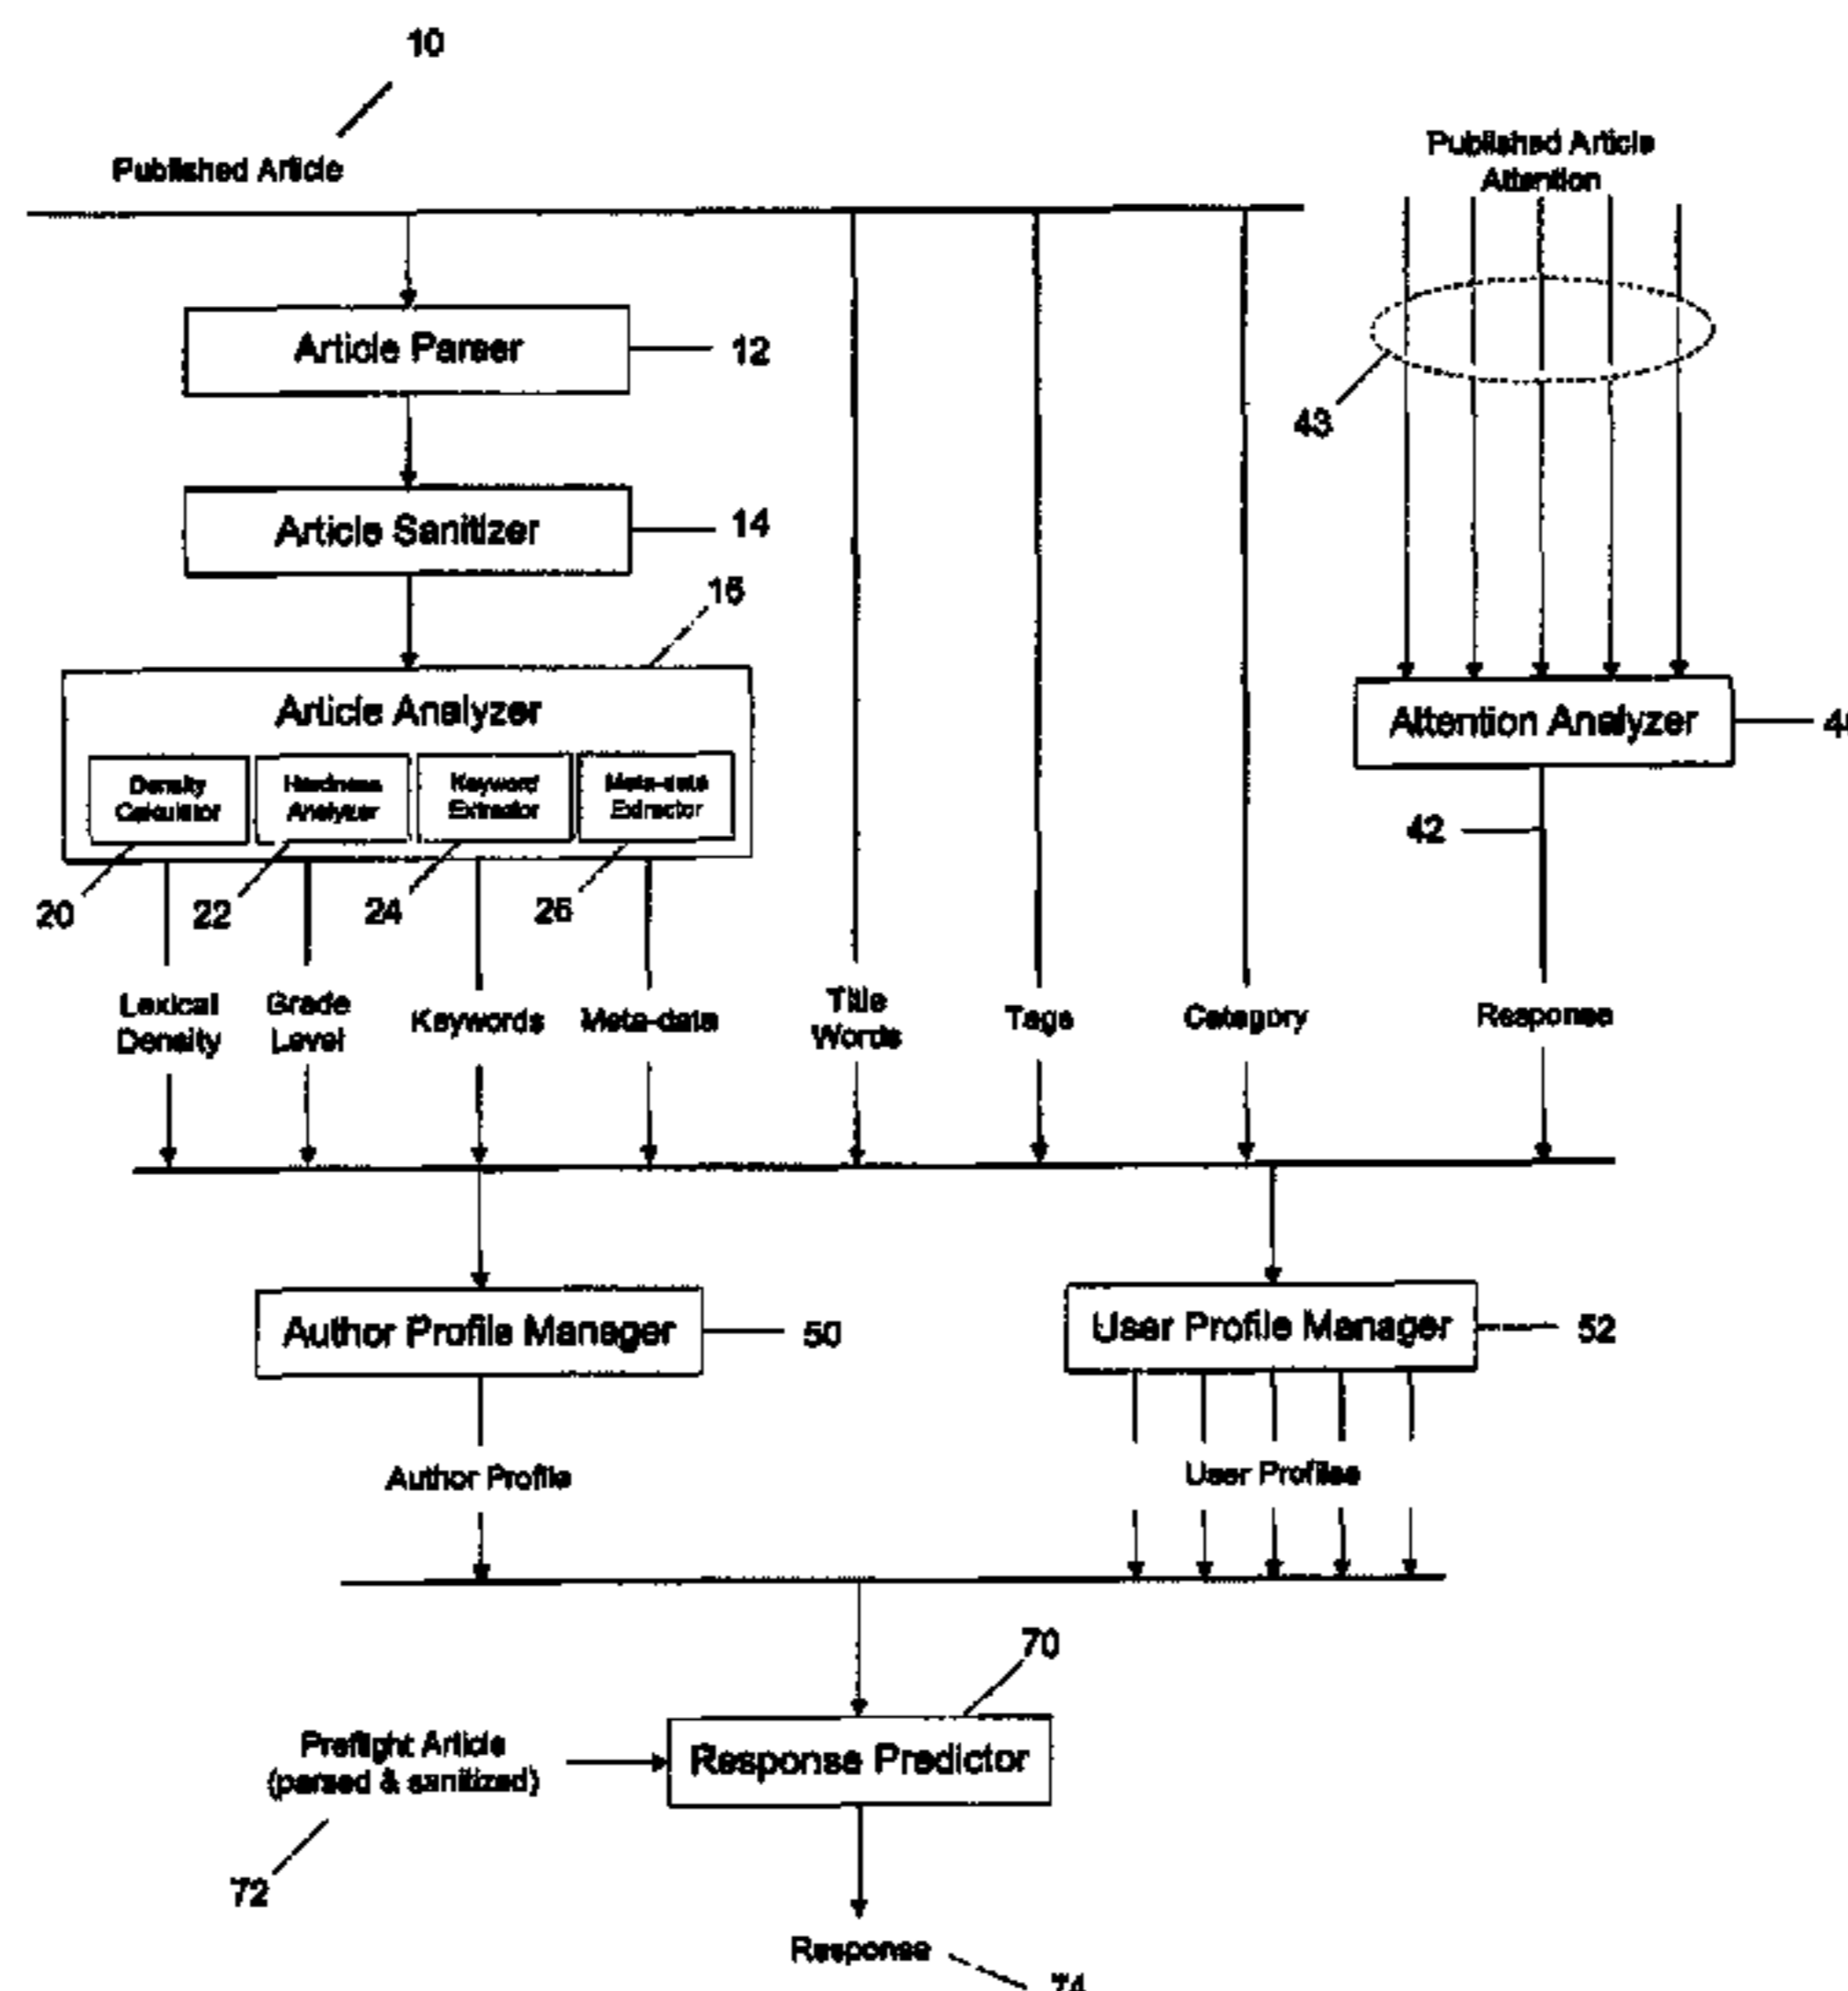 10
Published Article
Published Article
Attention
Article Parser
12
43
Article Sanitizer
14
Article Analyzer
Attention Analyzer
Density
Calculator
Hardness
Analyzer
Keyword
Extractor
Meta-data
Extractor
42
20
22
24
26
Lexical
Density
Grade
Level
Keywords
Meta-data
Title
Words
Tags
Category
Response
Author Profile Manager
50
User Profile Manager
52
Author Profile
User Profiles
70
Preflight Article
(parsed & sanitized)
Response Predictor
72
Response
74